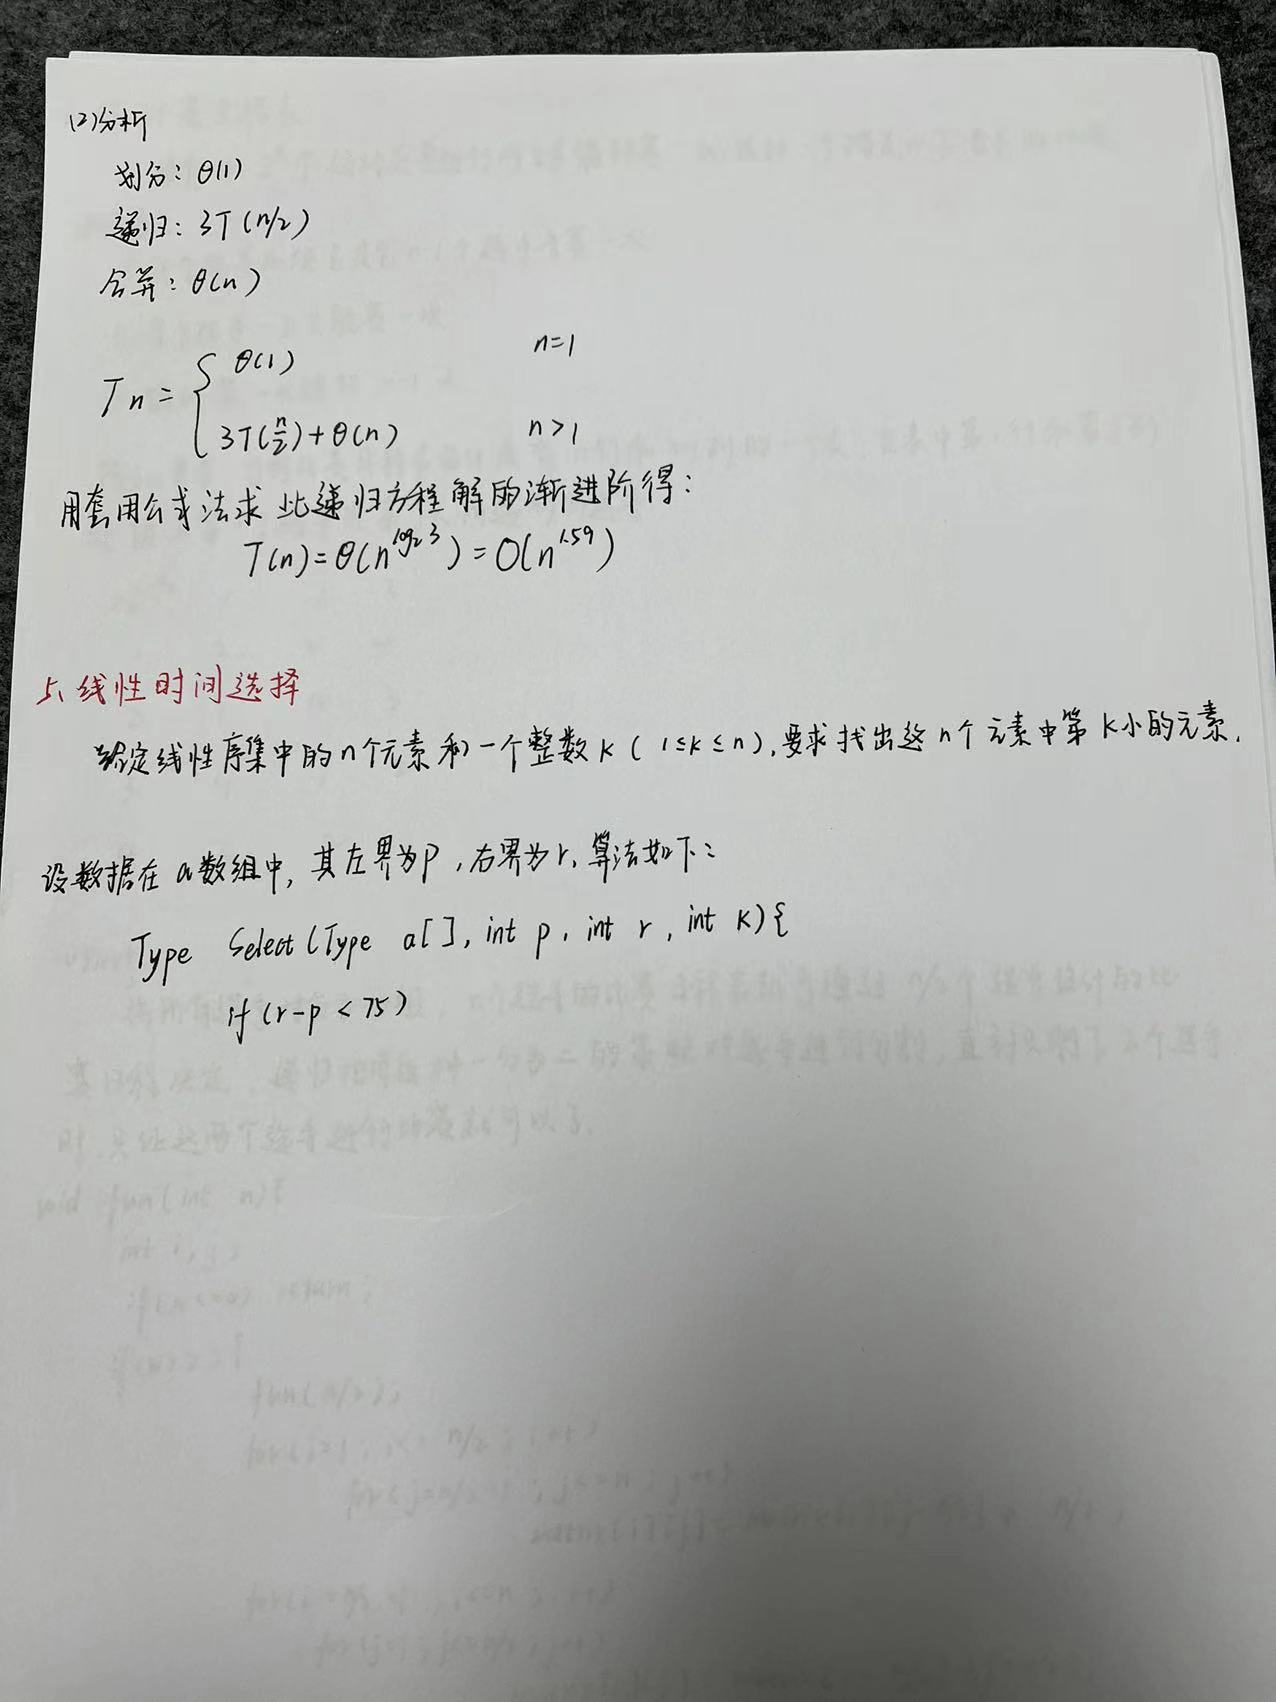 (2)分析
划分：θ(1)
递归：3T(n/2)
合并：θ(n)
Tn={ θ(1) n=1
3T(n/2)+θ(n) n>1
用套用公式法求此递归方程解的渐进阶得：
T(n)=θ(n^log₂3)=O(n^1.59)
5、线性时间选择
给定线性序集中的n个元素和一个整数k(1≤k≤n),要求找出这n个元素中第k小的元素.
设数据在a数组中,其左界为p,右界为r,算法如下：
Type Select(Type a[], int p, int r, int k){
if(r-p<75)